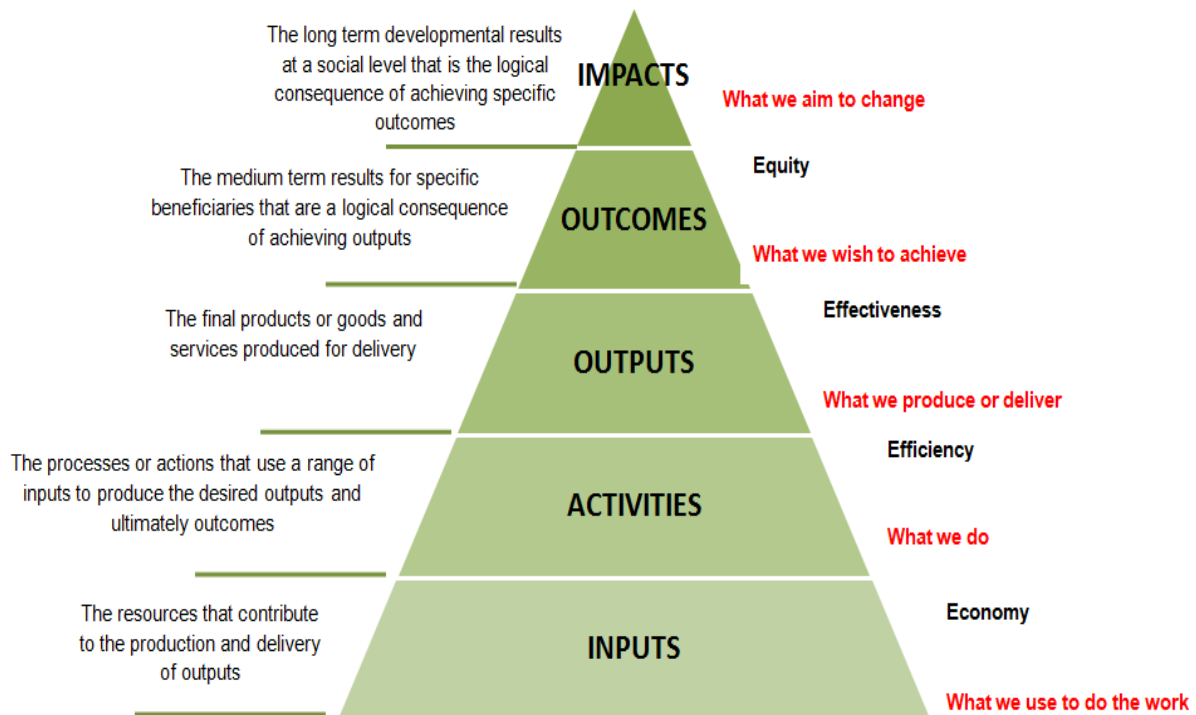 The long term developmental results
at a social level that is the logical
consequence of achieving specific
outcomes
IMPACTS
What we aim to change
Equity
The medium term results for specific
beneficiaries that are a logical consequence
of achieving outputs
OUTCOMES
What we wish to achieve
Effectiveness
The final products or goods and
services produced for delivery
OUTPUTS
What we produce or deliver
Efficiency
The processes or actions that use a range of
inputs to produce the desired outputs and
ultimately outcomes
ACTIVITIES
What we do
Economy
The resources that contribute
to the production and delivery
of outputs
INPUTS
What we use to do the work